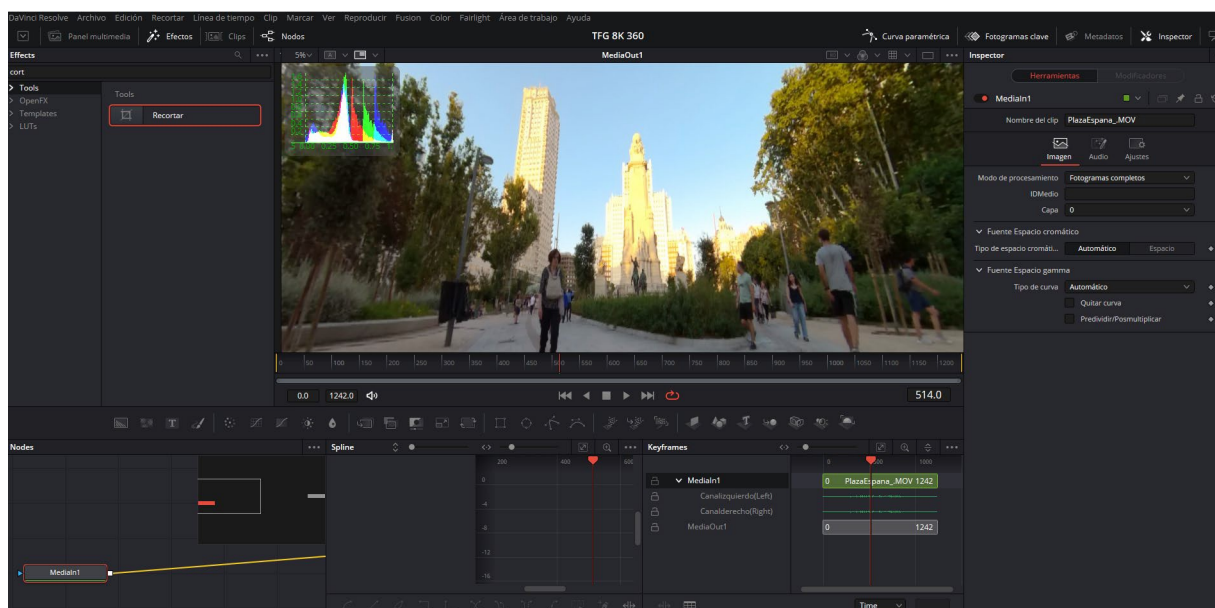 DaVinci Resolve Archivo Edición Recortar Línea de tiempo Clip Marcar Ver Reproducir Fusion Color Fairlight Área de trabajo Ayuda
Panel multimedia Efectos Clips Nodos TFG 8K 360 Curva paramétrica Fotogramas clave Metadatos Inspector
Effects 5% MediaOut1 Inspector
cort
Herramientas Modificadores
Tools
OpenFX
Templates
LUTs
Tools
Recortar
0.25 0.50 0.75
MediaIn1
Nombre del clip PlazaEspana_.MOV
Imagen Audio Ajustes
Modo de procesamiento Fotogramas completos
IDMedio
Capa 0
Fuente Espacio cromático
Tipo de espacio cromáti... Automático Espacio
Fuente Espacio gamma
Tipo de curva Automático
Quitar curva
Predividir/Posmultiplicar
0 50 100 150 200 250 300 350 400 450 550 600 650 700 750 800 850 900 950 1000 1050 1100 1150 1200
0.0 1242.0 514.0
Nodes Spline Keyframes
200 400 600
0 500 1000
0
-4
-8
-12
-16
MediaIn1 0 PlazaEspana_.MOV 1242
Canalizquierdo(Left)
Canalderecho(Right)
MediaOut1 0 1242
MediaIn1
Time